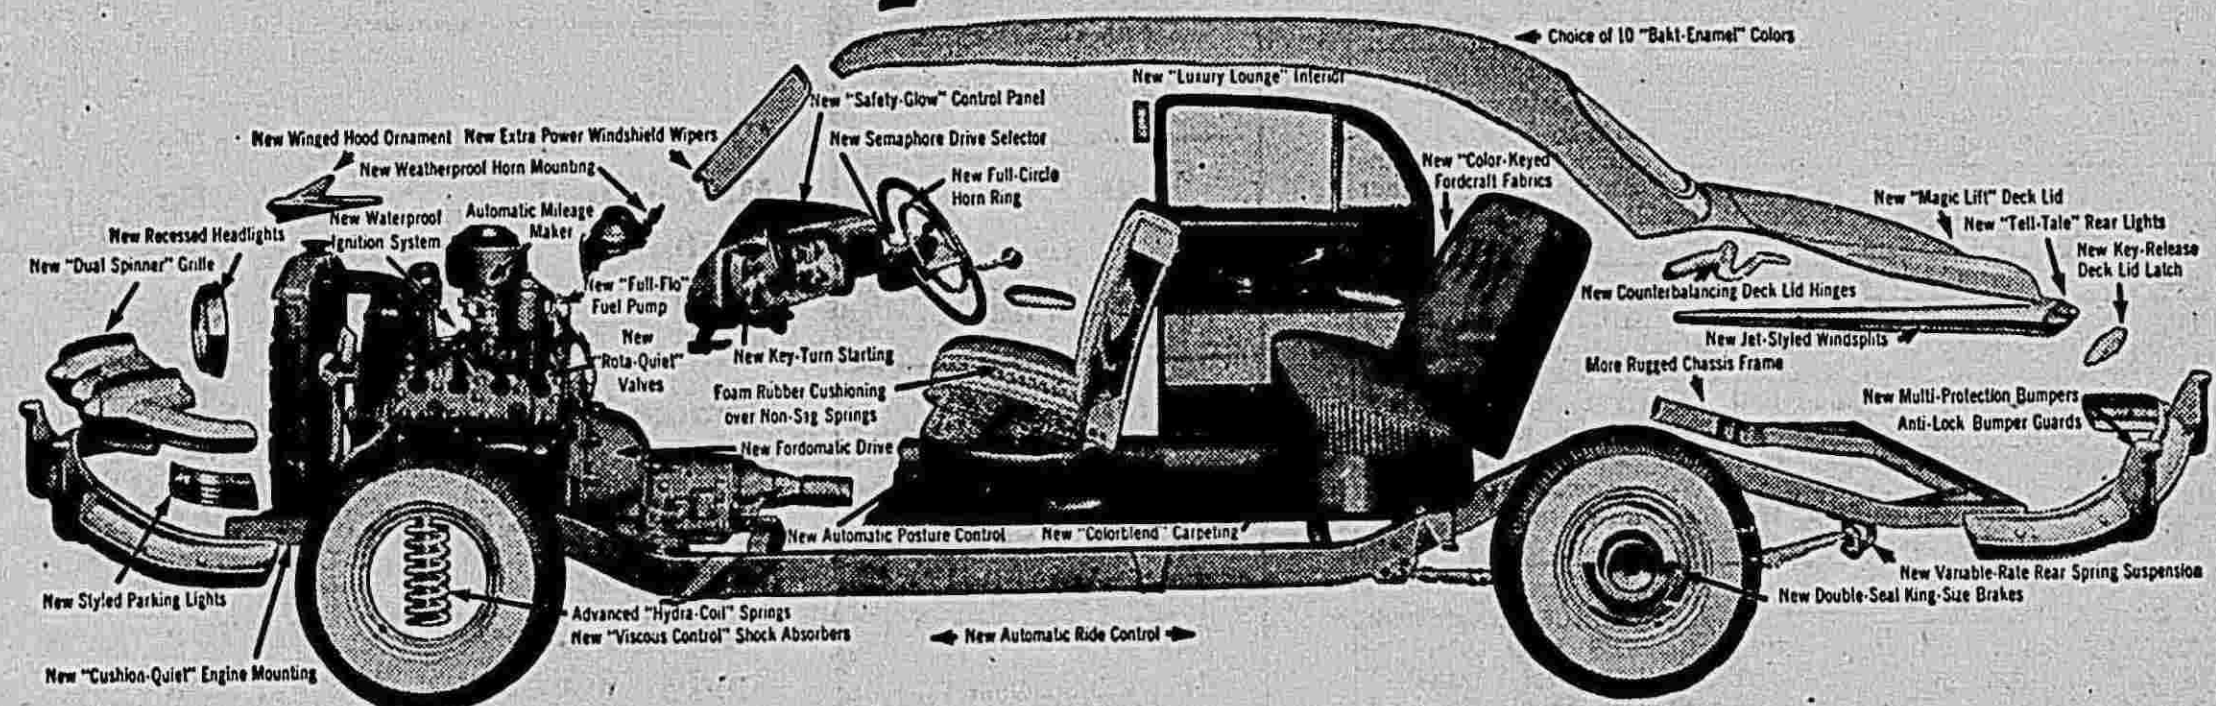 Choice of 10 "Bakt-Enamel" Colors
New "Luxury Lounge" Interior
New "Safety-Glow" Control Panel
New Winged Hood Ornament
New Extra Power Windshield Wipers
New Semaphore Drive Selector
New Weatherproof Horn Mounting
New "Color-Keyed
Fordcraft Fabrics
New Full-Circle
Horn Ring
New "Magic Lift" Deck Lid
New Waterproof
Ignition System
Automatic Mileage
Maker
New "Tell-Tale" Rear Lights
New Recessed Headlights
New Key-Release
Deck Lid Latch
New "Dual Spinner" Grille
New "Full-Flo"
Fuel Pump
New Counterbalancing Deck Lid Hinges
New
"Rota-Quiet"
Valves
New Key-Turn Starting
New Jet-Styled Windsplits
More Rugged Chassis Frame
Foam Rubber Cushioning
over Non-Sag Springs
New Multi-Protection Bumpers
Anti-Lock Bumper Guards
New Fordomatic Drive
New Automatic Posture Control
New "Colorblend" Carpeting
New Variable-Rate Rear Spring Suspension
New Double-Seal King-Size Brakes
New Styled Parking Lights
Advanced "Hydra-Coil" Springs
New "Viscous Control" Shock Absorbers
New Automatic Ride Control
New "Cushion-Quiet" Engine Mounting